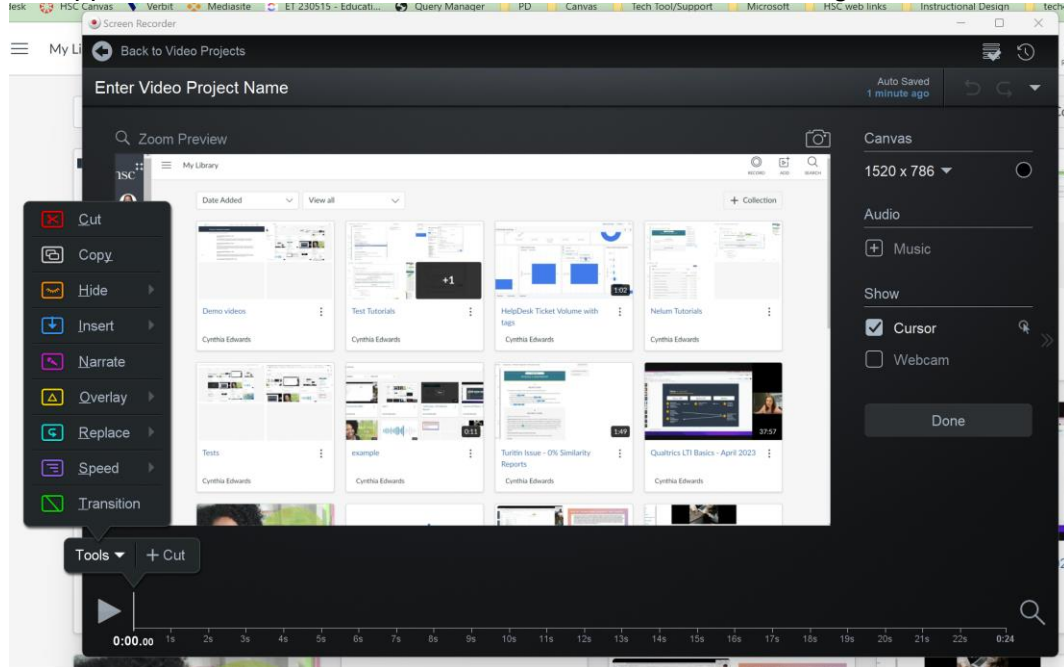 desk HSC Canvas Verbit Mediasite ET 230515 - Educati... Query Manager PD Canvas Tech Tool/Support Microsoft HSC web links Instructional Design tech
Screen Recorder
My Li
Back to Video Projects
Enter Video Project Name
Auto Saved
1 minute ago
Zoom Preview
Canvas
1520 x 786
Audio
Music
Show
Cursor
Webcam
Done
hsc
My Library
RECORD ADD SEARCH
Date Added View all + Collection
+1
1:02
Demo videos Test Tutorials HelpDesk Ticket Volume with tags Nelum Tutorials
Cynthia Edwards Cynthia Edwards Cynthia Edwards Cynthia Edwards
0:11 1:49 37:57
Tests example Turitin Issue - 0% Similarity Reports Qualtrics LTI Basics - April 2023
Cynthia Edwards Cynthia Edwards Cynthia Edwards Cynthia Edwards
Cut
Copy
Hide
Insert
Narrate
Overlay
Replace
Speed
Transition
Tools + Cut
0:00.00 1s 2s 3s 4s 5s 6s 7s 8s 9s 10s 11s 12s 13s 14s 15s 16s 17s 18s 19s 20s 21s 22s 0:24